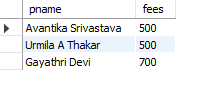 pname fees
Avantika Srivastava 500
Urmila A Thakar 500
Gayathri Devi 700